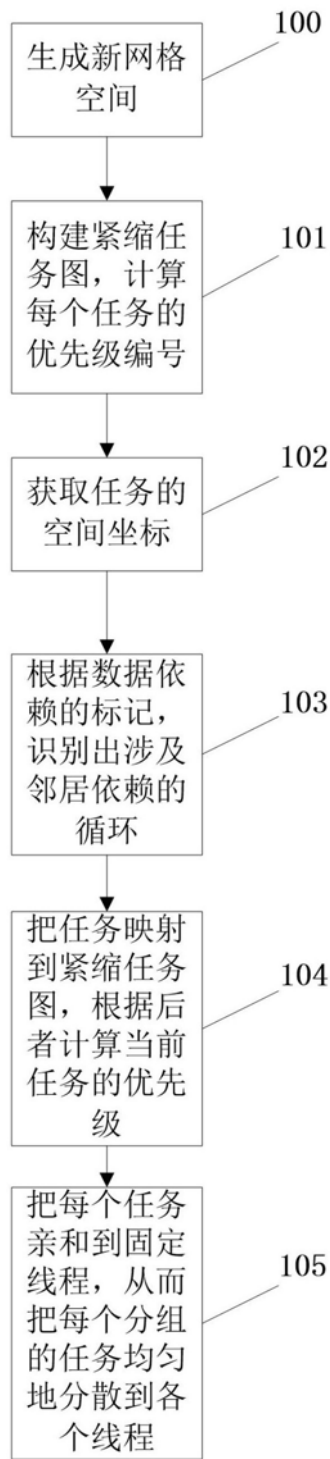 100
生成新网格
空间
101
构建紧缩任
务图，计算
每个任务的
优先级编号
102
获取任务的
空间坐标
103
根据数据依
赖的标记，
识别出涉及
邻居依赖的
循环
104
把任务映射
到紧缩任务
图，根据后
者计算当前
任务的优先
级
105
把每个任务
亲和到固定
线程，从而
把每个分组
的任务均匀
地分散到各
个线程